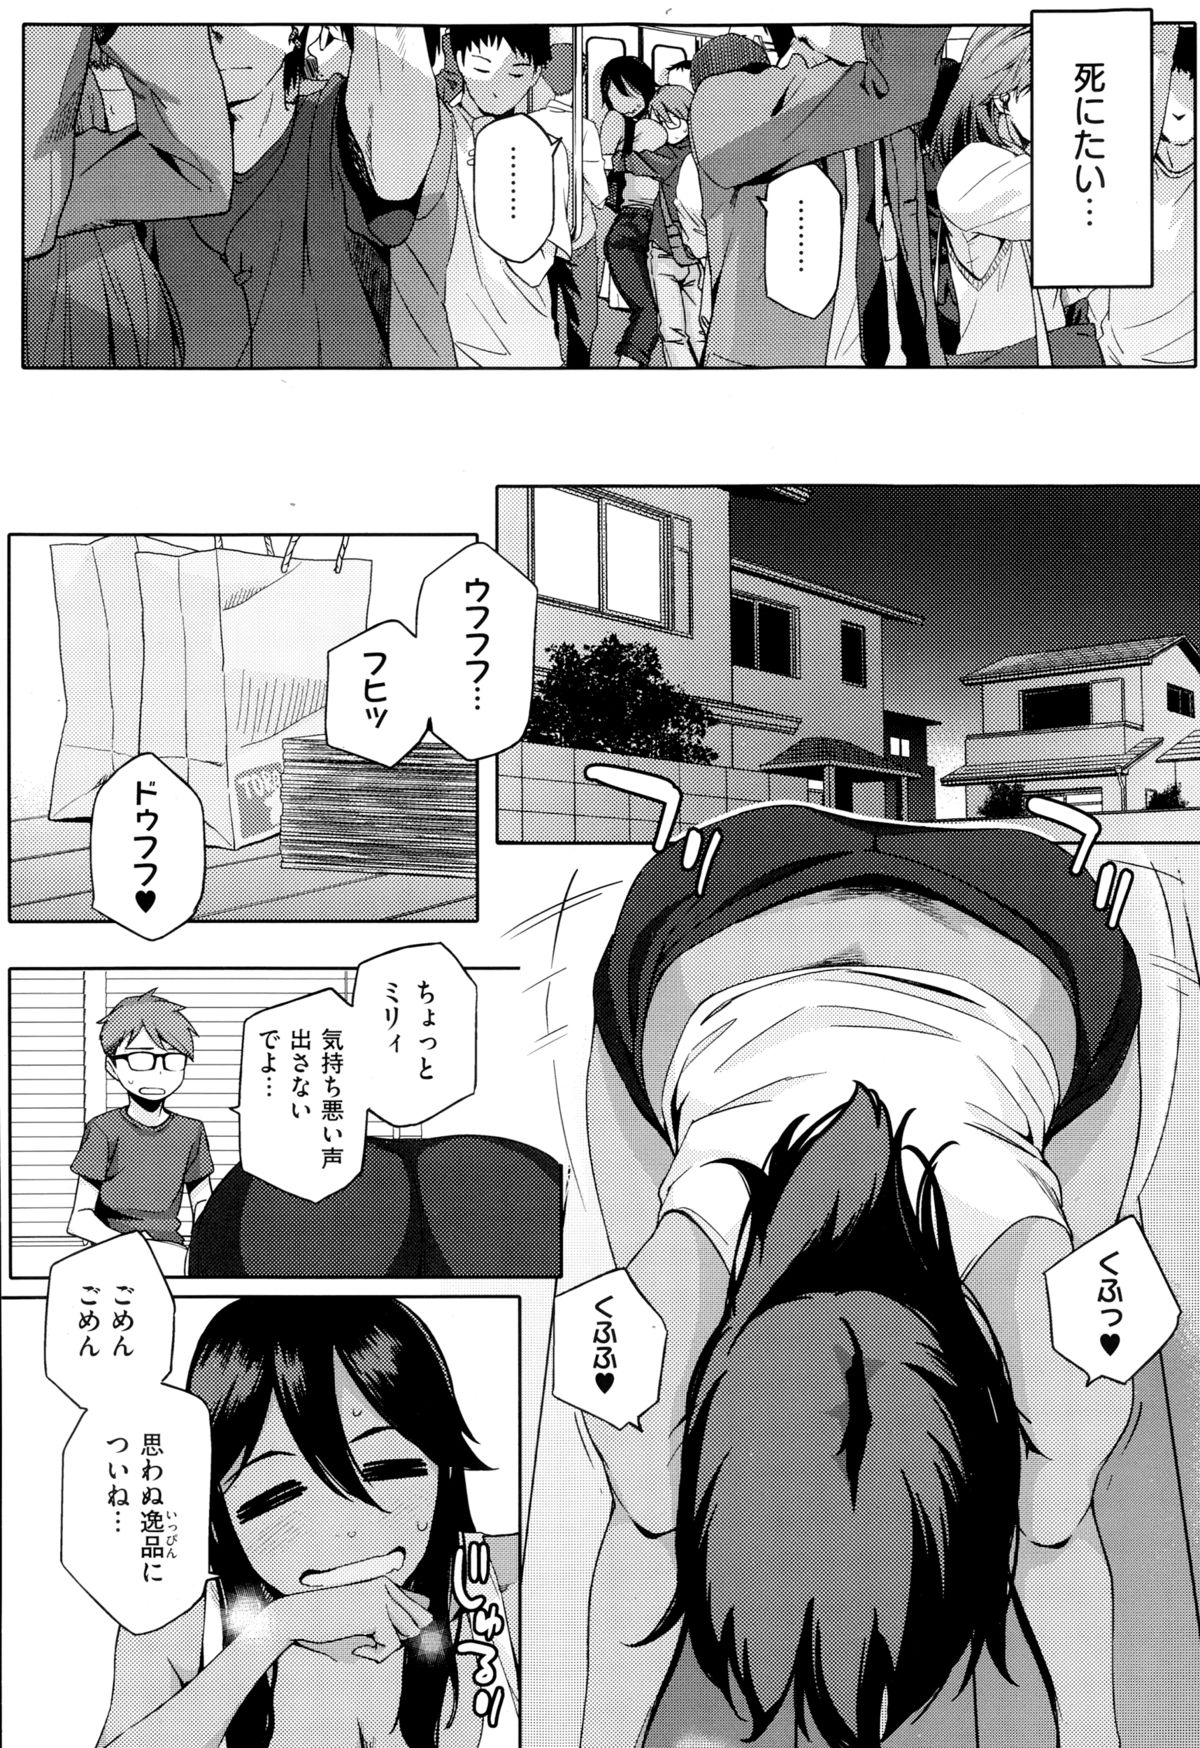 死にたい…
………
………
ウフフフ…
フヒッ
ドゥフフ♥
くふっ♥
くふふ♥
ちょっと
ミリィ
気持ち悪い声
出さない
でよ…
ごめん
ごめん
思わぬ逸品に
いっぴん
ついね…
じゅるり